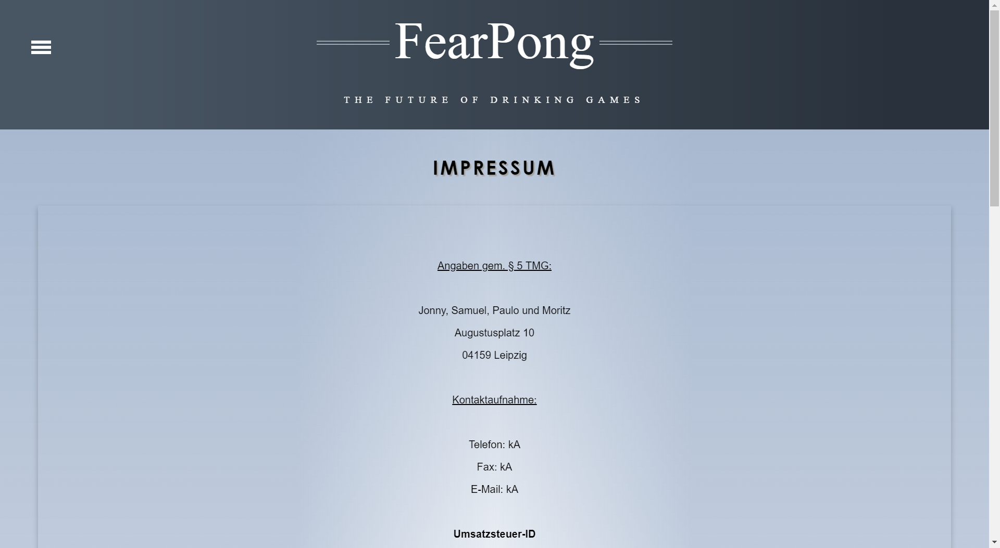 FearPong
THE FUTURE OF DRINKING GAMES
IMPRESSUM
Angaben gem. § 5 TMG:
Jonny, Samuel, Paulo und Moritz
Augustusplatz 10
04159 Leipzig
Kontaktaufnahme:
Telefon: kA
Fax: kA
E-Mail: kA
Umsatzsteuer-ID